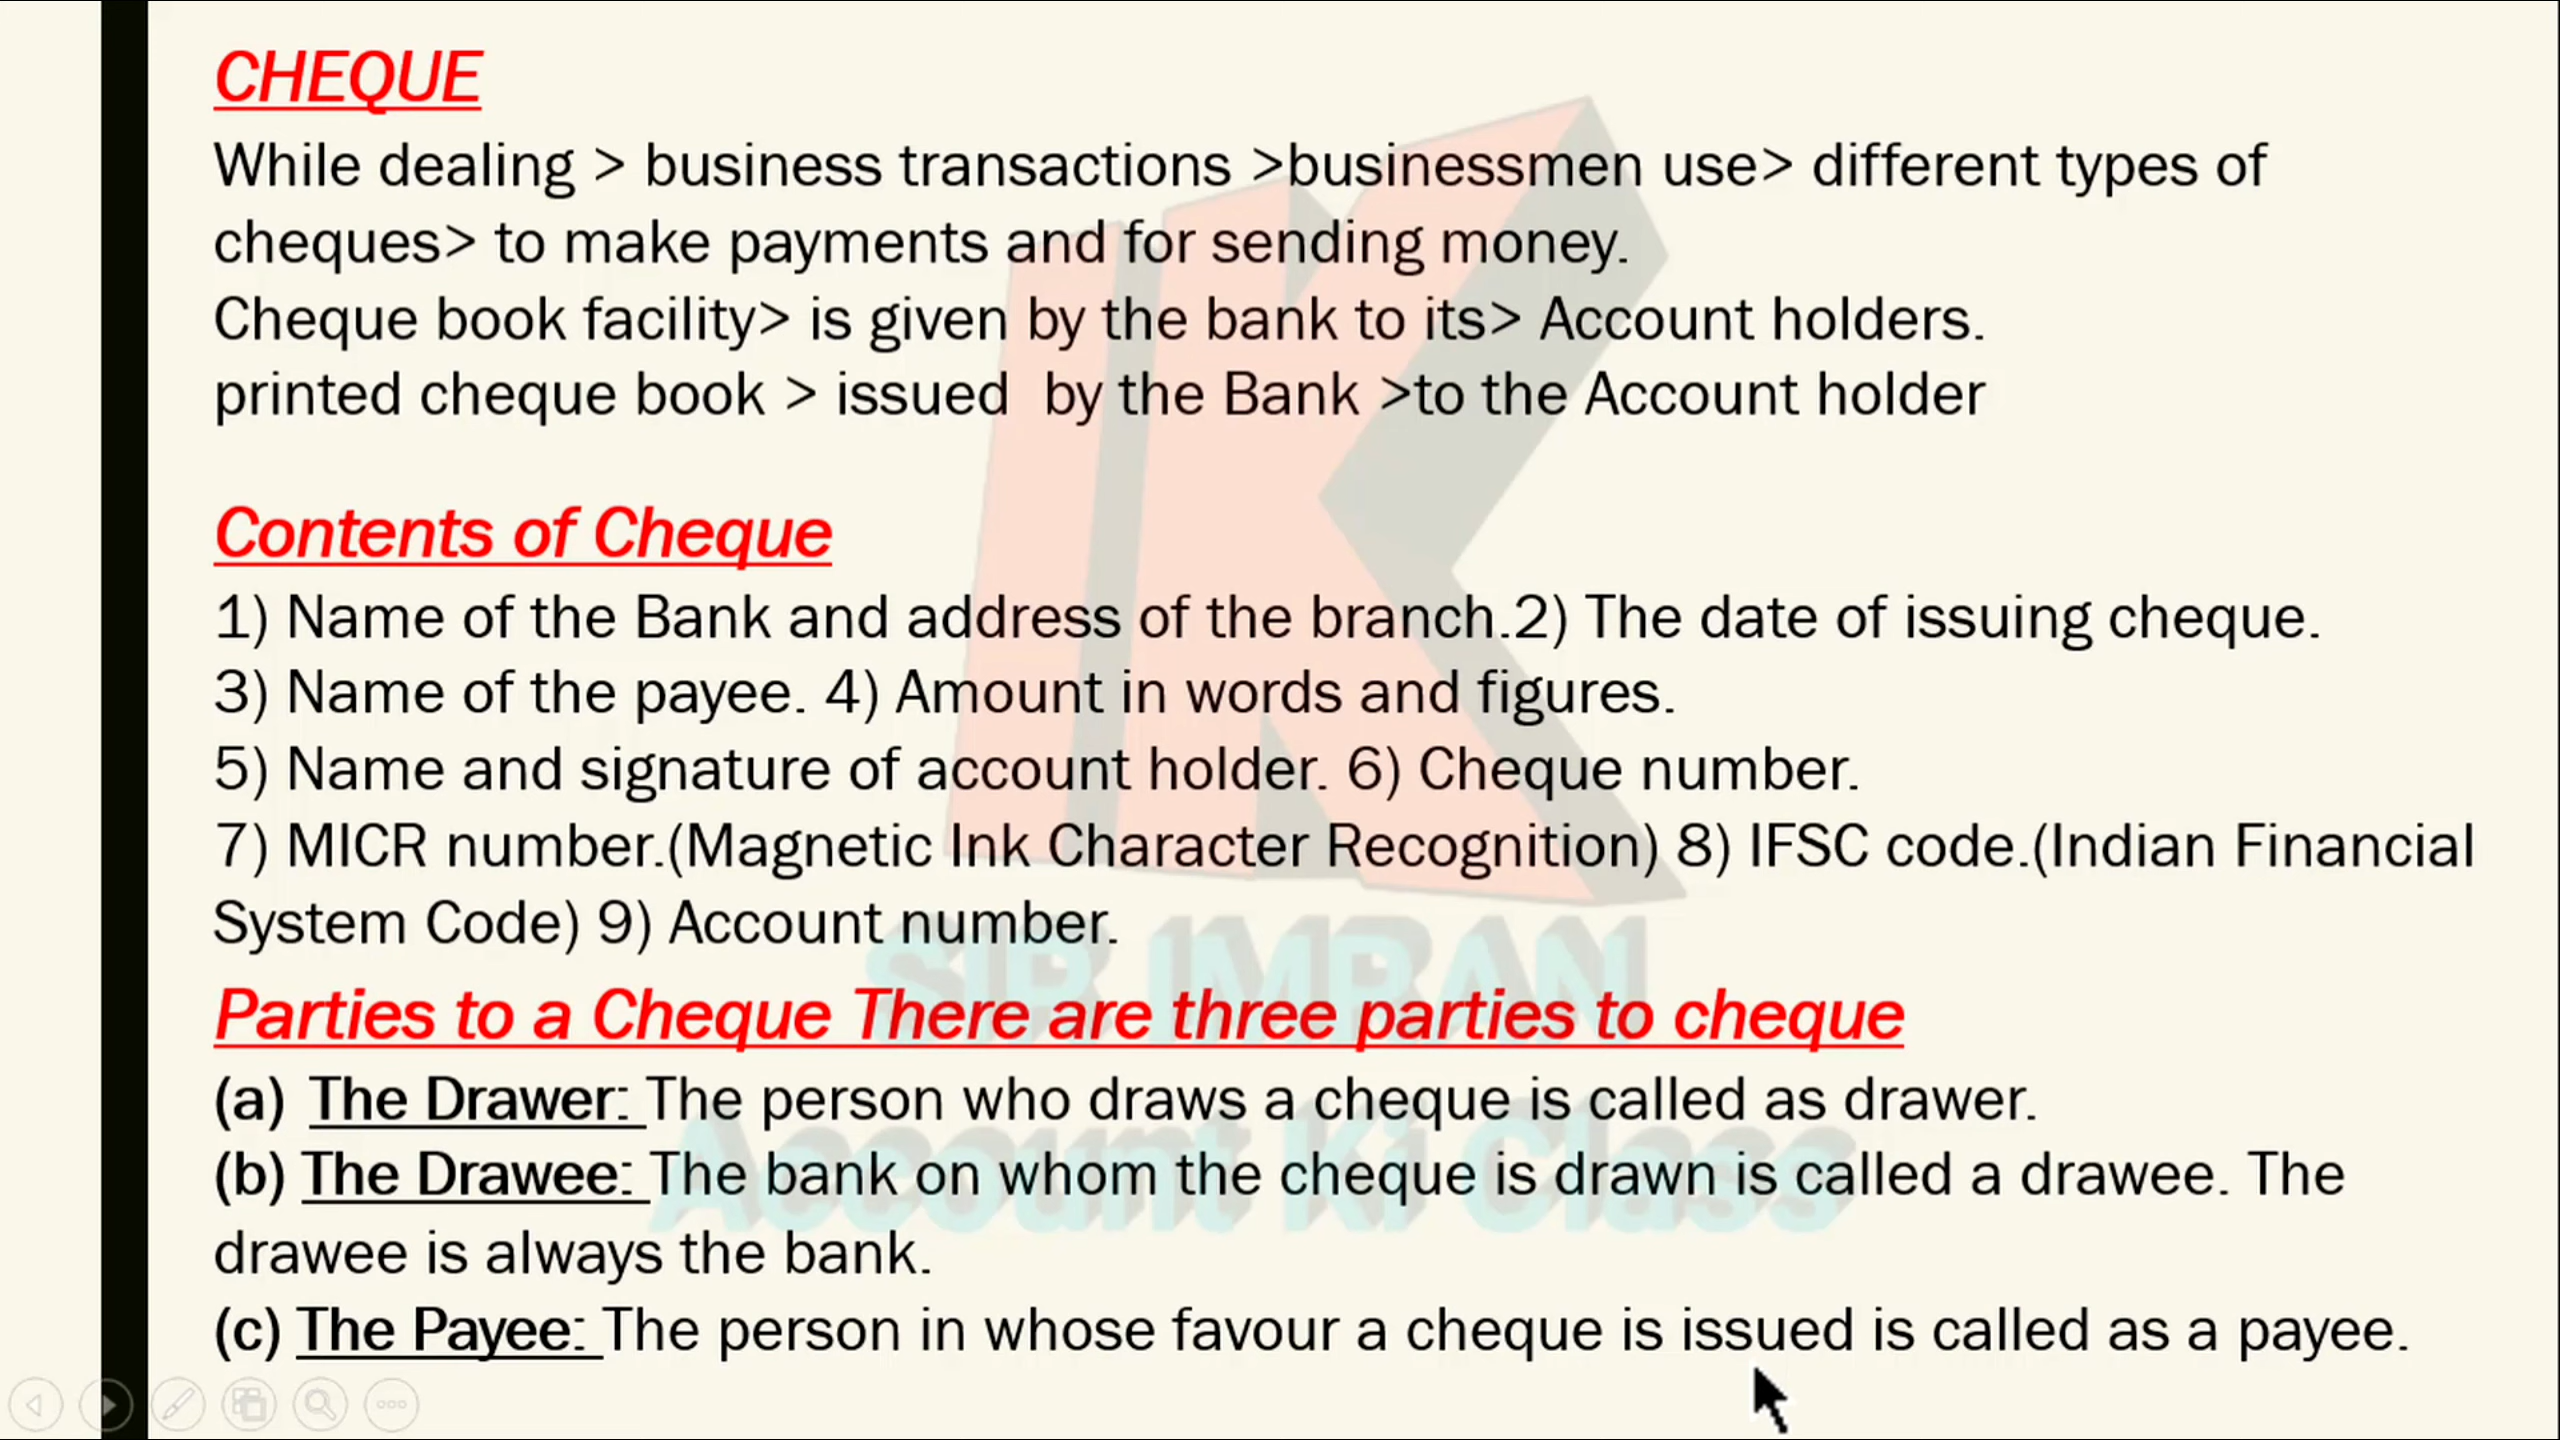 CHEQUE
While dealing > business transactions >businessmen use> different types of
cheques> to make payments and for sending money.
Cheque book facility> is given by the bank to its> Account holders.
printed cheque book > issued  by the Bank >to the Account holder
Contents of Cheque
1) Name of the Bank and address of the branch.2) The date of issuing cheque.
3) Name of the payee. 4) Amount in words and figures.
5) Name and signature of account holder. 6) Cheque number.
7) MICR number.(Magnetic Ink Character Recognition) 8) IFSC code.(Indian Financial
System Code) 9) Account number.
SIR IMRAN
Parties to a Cheque There are three parties to cheque
(a) The Drawer: The person who draws a cheque is called as drawer.
Account Ki Class
(b) The Drawee: The bank on whom the cheque is drawn is called a drawee. The
drawee is always the bank.
(c) The Payee: The person in whose favour a cheque is issued is called as a payee.